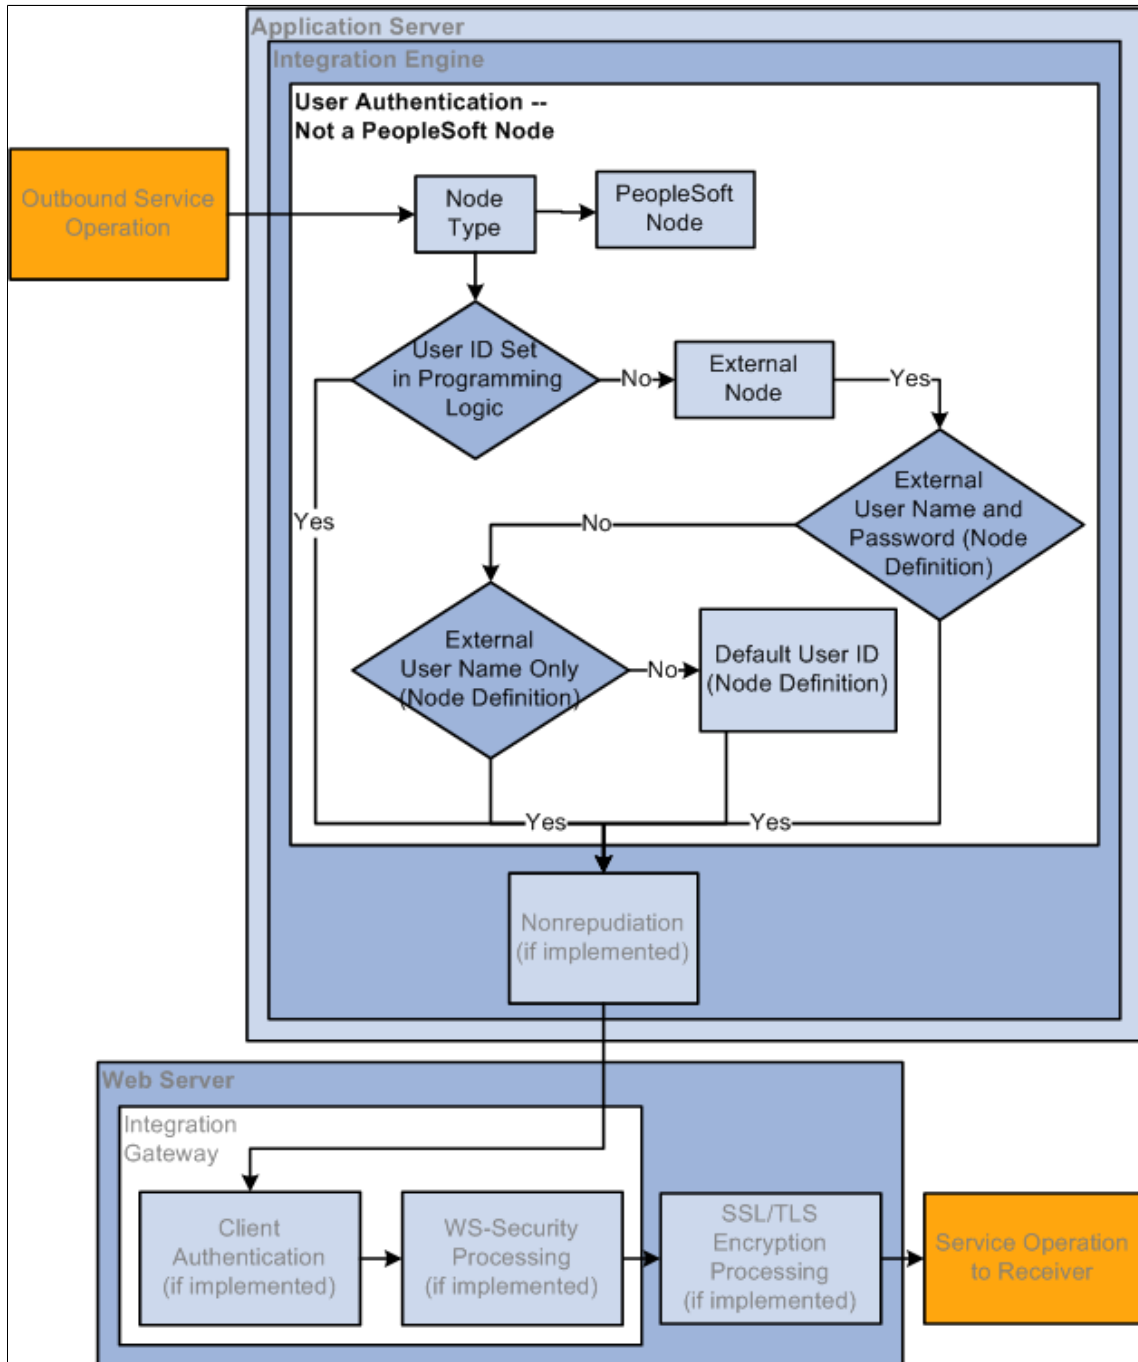 Application Server
Integration Engine
User Authentication --
Not a PeopleSoft Node
Outbound Service
Operation
Node
Type
PeopleSoft
Node
User ID Set
in Programming
Logic
No
External
Node
Yes
External
User Name and
Password (Node
Definition)
Yes
No
External
User Name Only
(Node Definition)
No
Default User ID
(Node Definition)
Yes
Yes
Nonrepudiation
(if implemented)
Web Server
Integration
Gateway
Client
Authentication
(if implemented)
WS-Security
Processing
(if implemented)
SSL/TLS
Encryption
Processing
(if implemented)
Service Operation
to Receiver